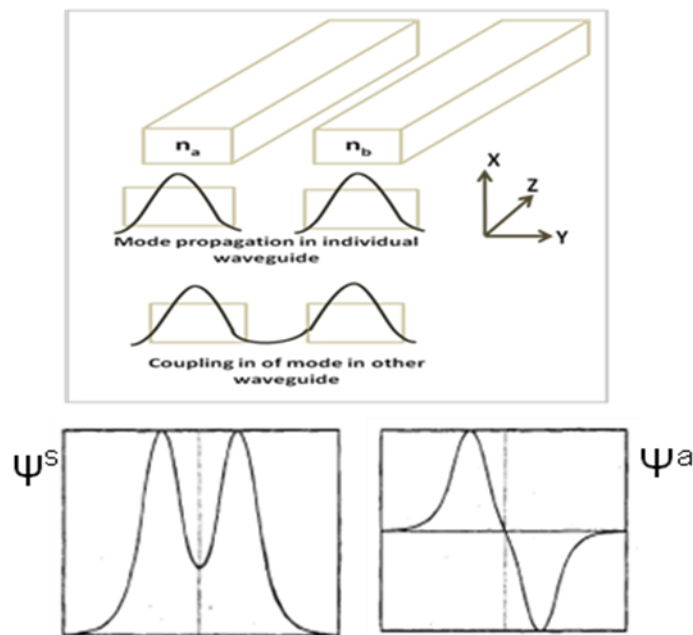 n_a n_b
X
Z
Y
Mode propagation in individual
waveguide
Coupling in of mode in other
waveguide
Ψ^s Ψ^a